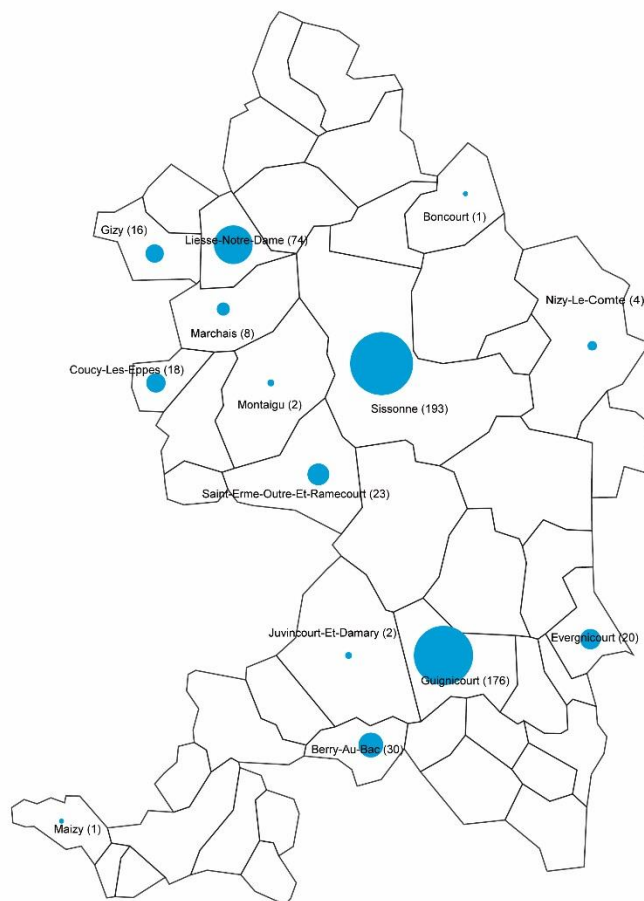 Boncourt (1)
Gizy (16)
Liesse-Notre-Dame (74)
Nizy-Le-Comte (4)
Marchais (8)
Coucy-Les-Eppes (18)
Montaigu (2)
Sissonne (193)
Saint-Erme-Outre-Et-Ramecourt (23)
Juvincourt-Et-Damary (2)
Evergnicourt (20)
Guignicourt (176)
Berry-Au-Bac (30)
Maizy (1)